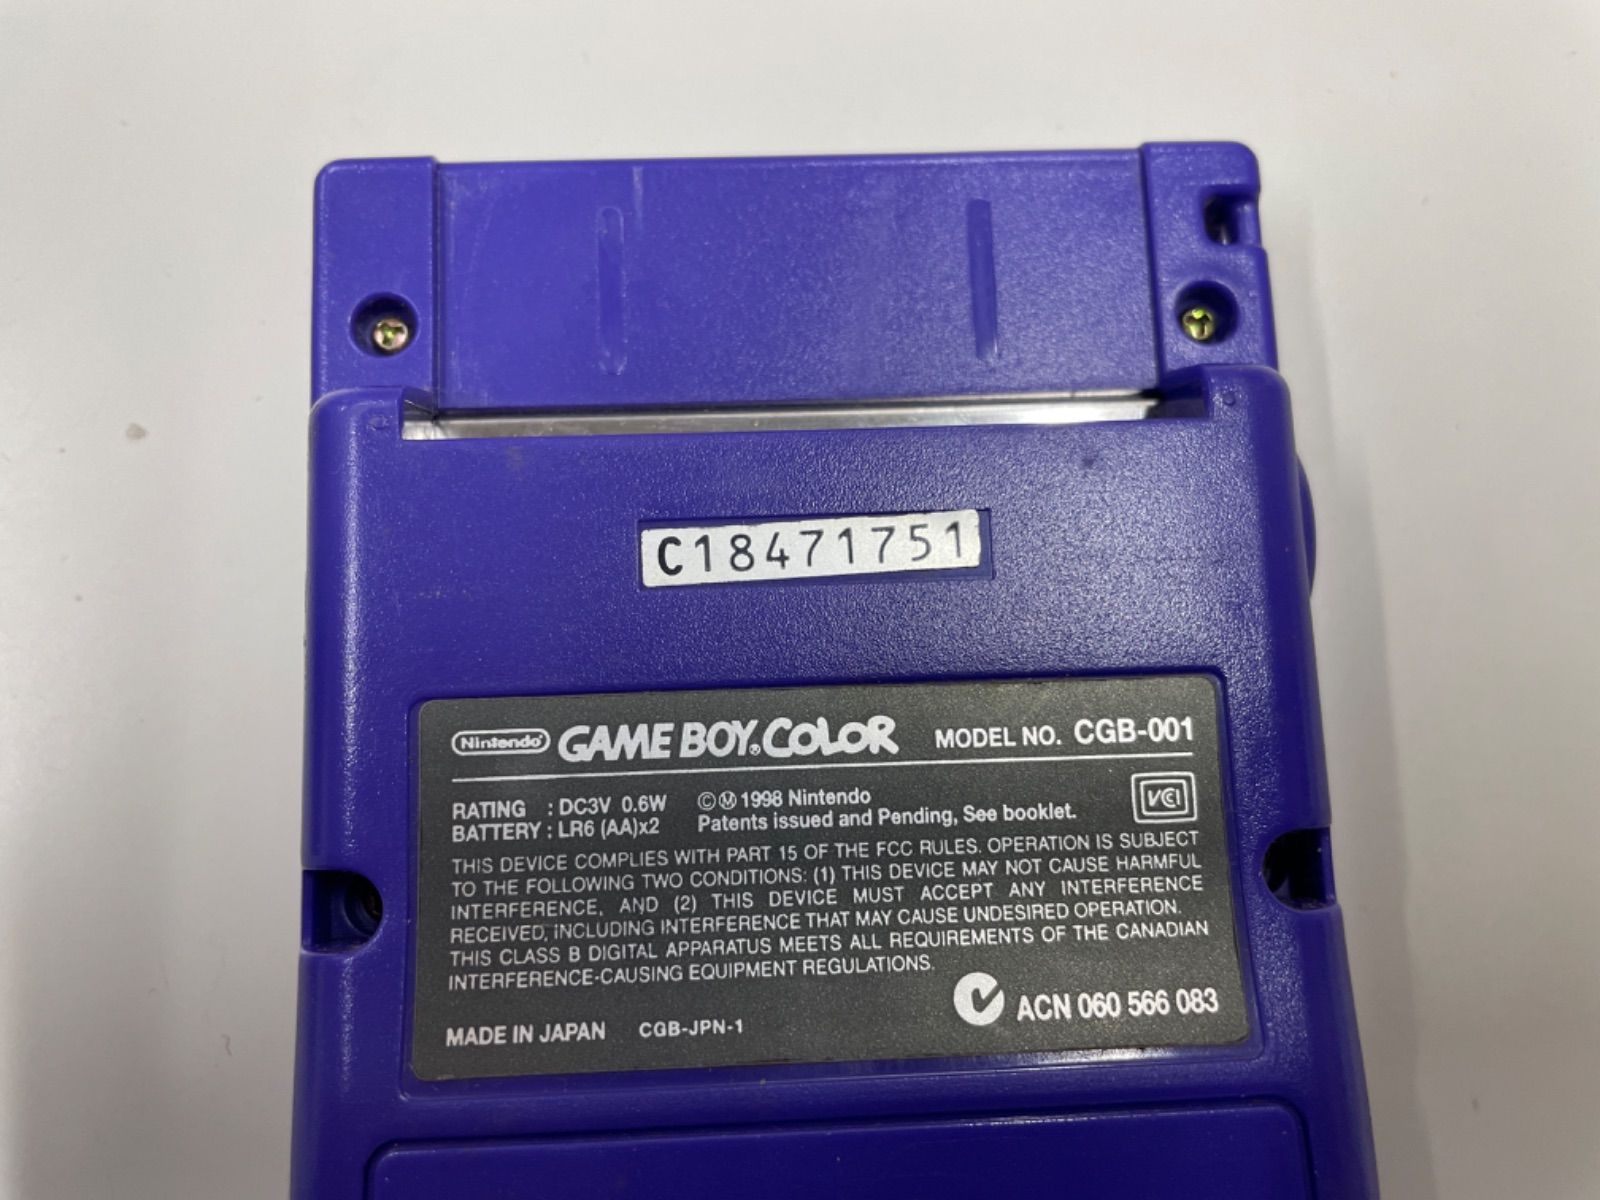 C18471751
Nintendo® GAME BOY® COLOR MODEL NO. CGB-001
RATING : DC3V 0.6W ©Ⓜ1998 Nintendo VCI
BATTERY : LR6 (AA)x2 Patents issued and Pending, See booklet.
THIS DEVICE COMPLIES WITH PART 15 OF THE FCC RULES. OPERATION IS SUBJECT
TO THE FOLLOWING TWO CONDITIONS: (1) THIS DEVICE MAY NOT CAUSE HARMFUL
INTERFERENCE, AND (2) THIS DEVICE MUST ACCEPT ANY INTERFERENCE
RECEIVED, INCLUDING INTERFERENCE THAT MAY CAUSE UNDESIRED OPERATION.
THIS CLASS B DIGITAL APPARATUS MEETS ALL REQUIREMENTS OF THE CANADIAN
INTERFERENCE-CAUSING EQUIPMENT REGULATIONS.
ACN 060 566 083
MADE IN JAPAN CGB-JPN-1